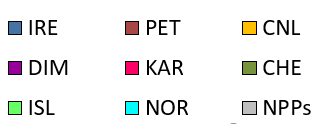 IRE PET CNL
DIM KAR CHE
ISL NOR NPPs